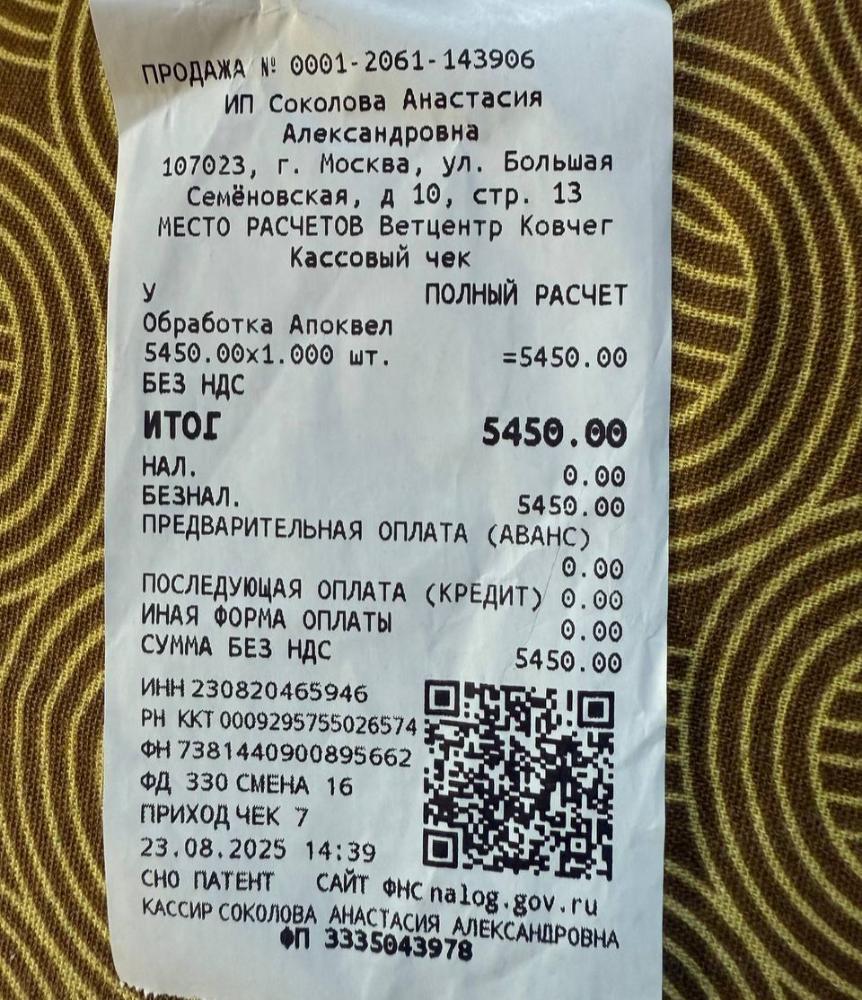 ПРОДАЖА № 0001-2061-143906
ИП Соколова Анастасия
Александровна
107023, г. Москва, ул. Большая
Семёновская, д 10, стр. 13
МЕСТО РАСЧЕТОВ Ветцентр Ковчег
Кассовый чек
У ПОЛНЫЙ РАСЧЕТ
Обработка Апоквел
5450.00х1.000 шт. =5450.00
БЕЗ НДС
ИТОГ 5450.00
НАЛ. 0.00
БЕЗНАЛ. 5450.00
ПРЕДВАРИТЕЛЬНАЯ ОПЛАТА (АВАНС)
0.00
ПОСЛЕДУЮЩАЯ ОПЛАТА (КРЕДИТ) 0.00
ИНАЯ ФОРМА ОПЛАТЫ 0.00
СУММА БЕЗ НДС 5450.00
ИНН 230820465946
РН ККТ 0009295755026574
ФН 7381440900895662
ФД 330 СМЕНА 16
ПРИХОД ЧЕК 7
23.08.2025 14:39
СНО ПАТЕНТ САЙТ ФНС nalog.gov.ru
КАССИР СОКОЛОВА АНАСТАСИЯ АЛЕКСАНДРОВНА
ФП 3335043978